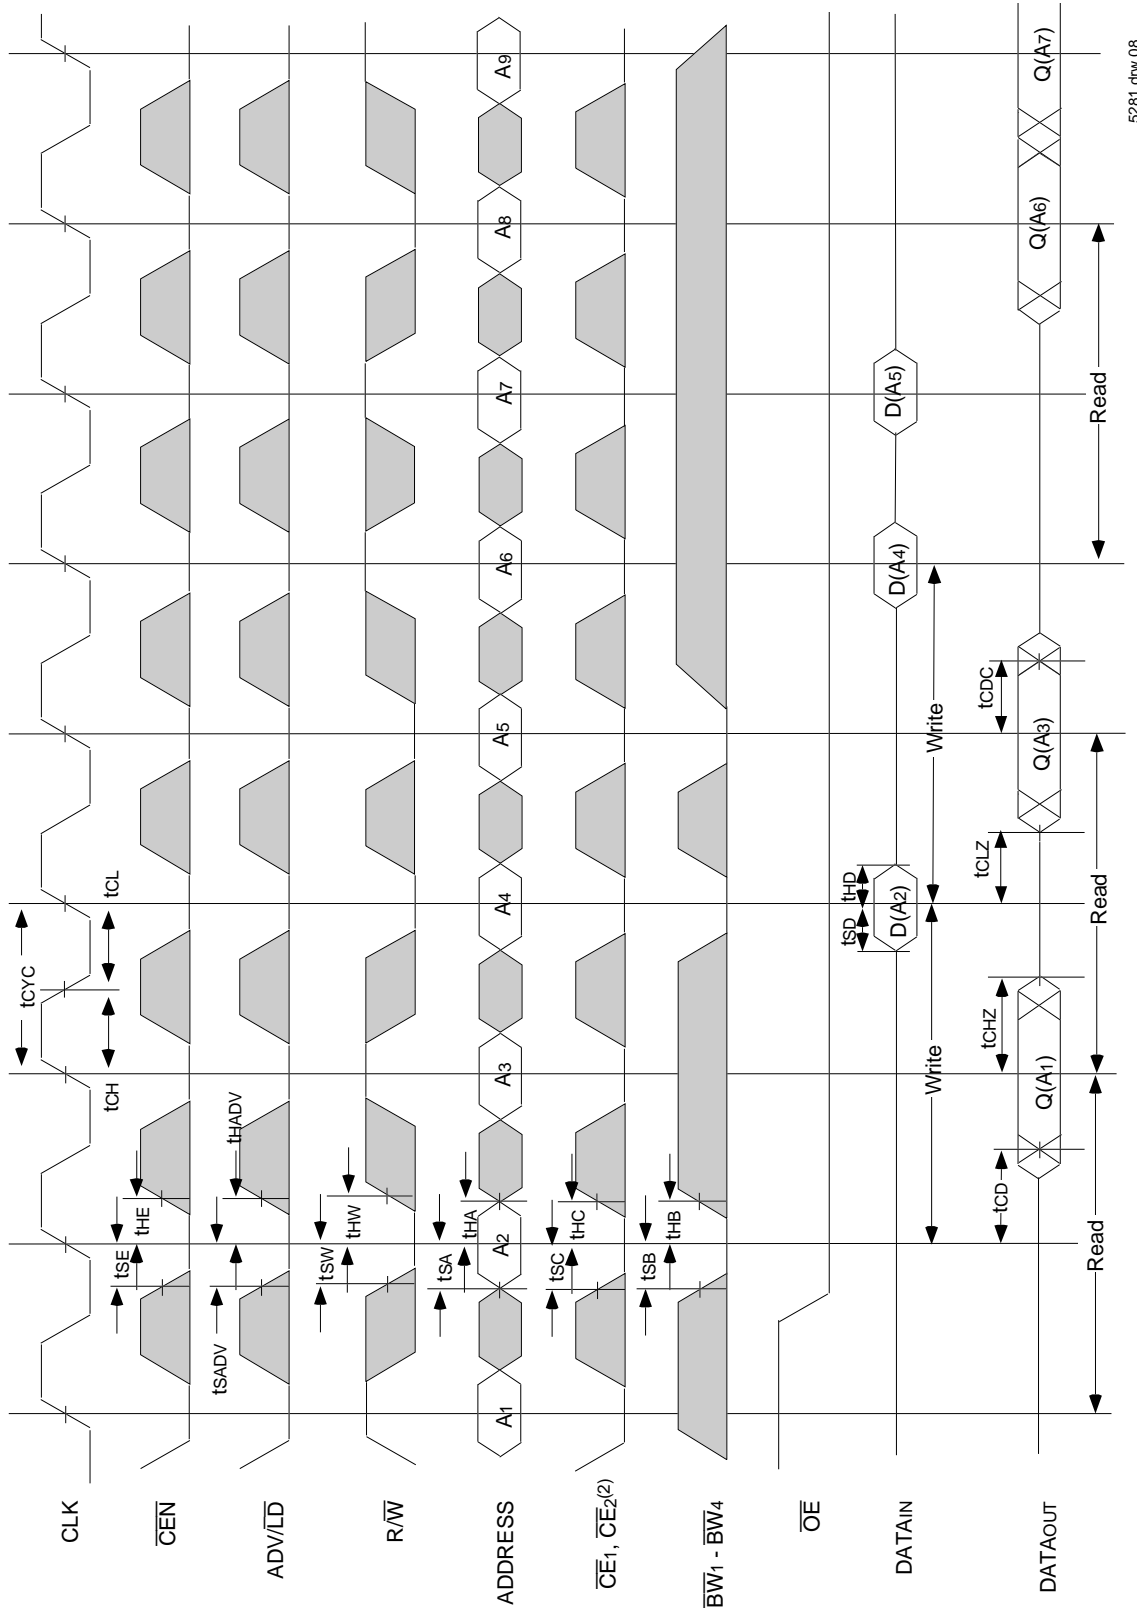 CLK
CEN
ADV/LD
R/W
ADDRESS
CE1, CE2(2)
BW1 - BW4
OE
DATAIN
DATAOUT
tCYC
tCH
tCL
tSE
tHE
tSADV
tHADV
tSW
tHW
tSA
tHA
A1
A2
A3
A4
A5
A6
A7
A8
A9
tSC
tHC
tSB
tHB
tSD
tHD
D(A2)
D(A4)
D(A5)
Write
Write
tCD
tCHZ
tCLZ
tCDC
Q(A1)
Q(A3)
Q(A6)
Q(A7)
Read
Read
Read
5281 drw 08